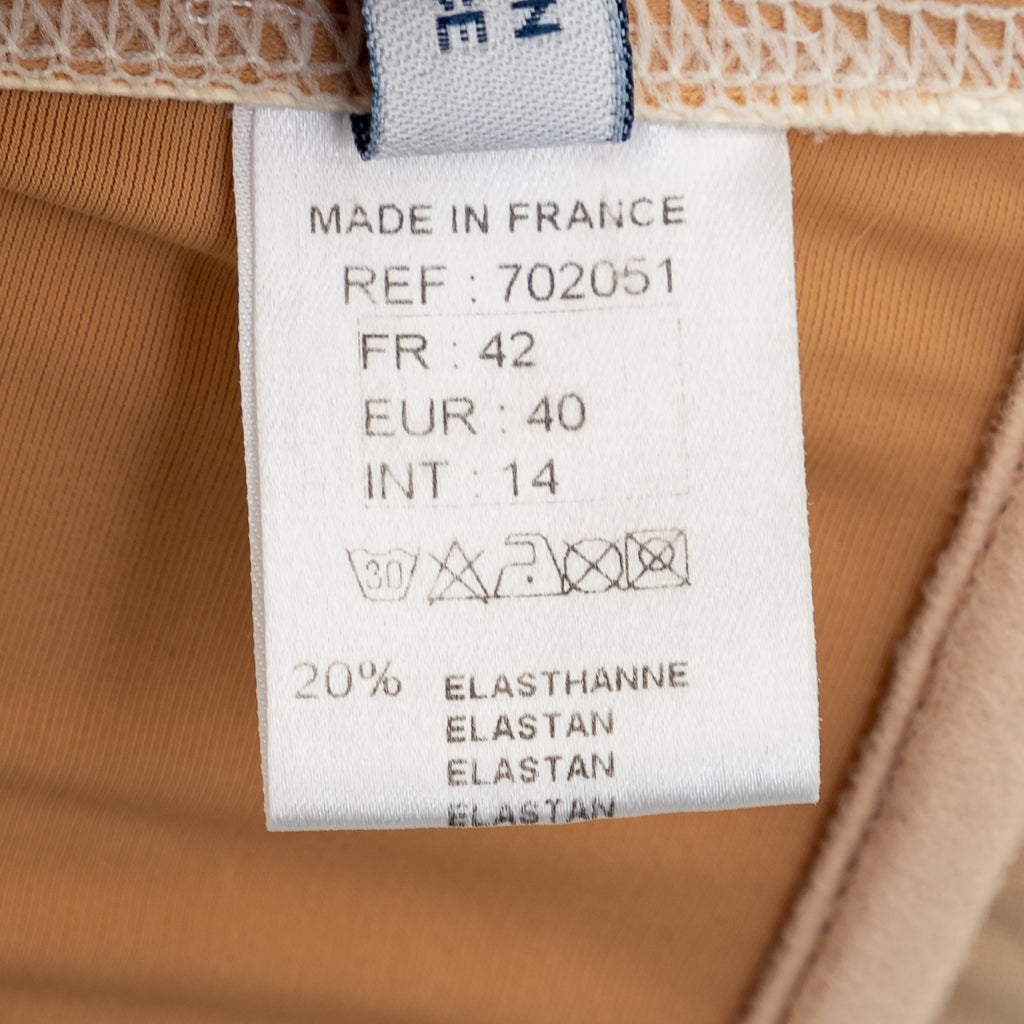 MADE IN FRANCE
REF : 702051
FR : 42
EUR : 40
INT : 14
30
20% ELASTHANNE
ELASTAN
ELASTAN
ELASTAN